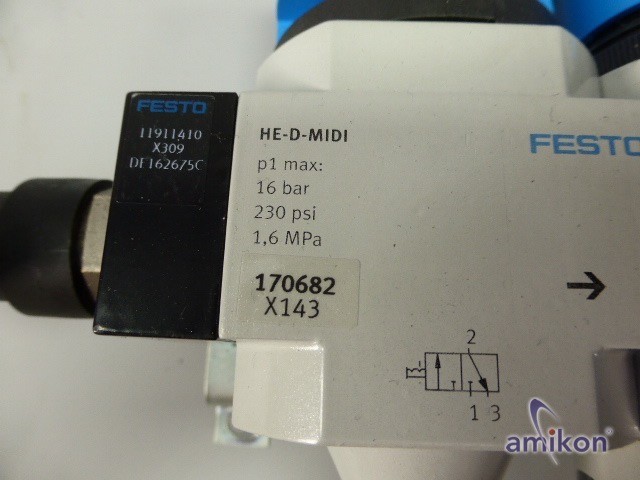 FESTO
11911410
X309
DE162675C
HE-D-MIDI
p1 max:
16 bar
230 psi
1,6 MPa
170682
X143
FESTO
2
1 3
amikon